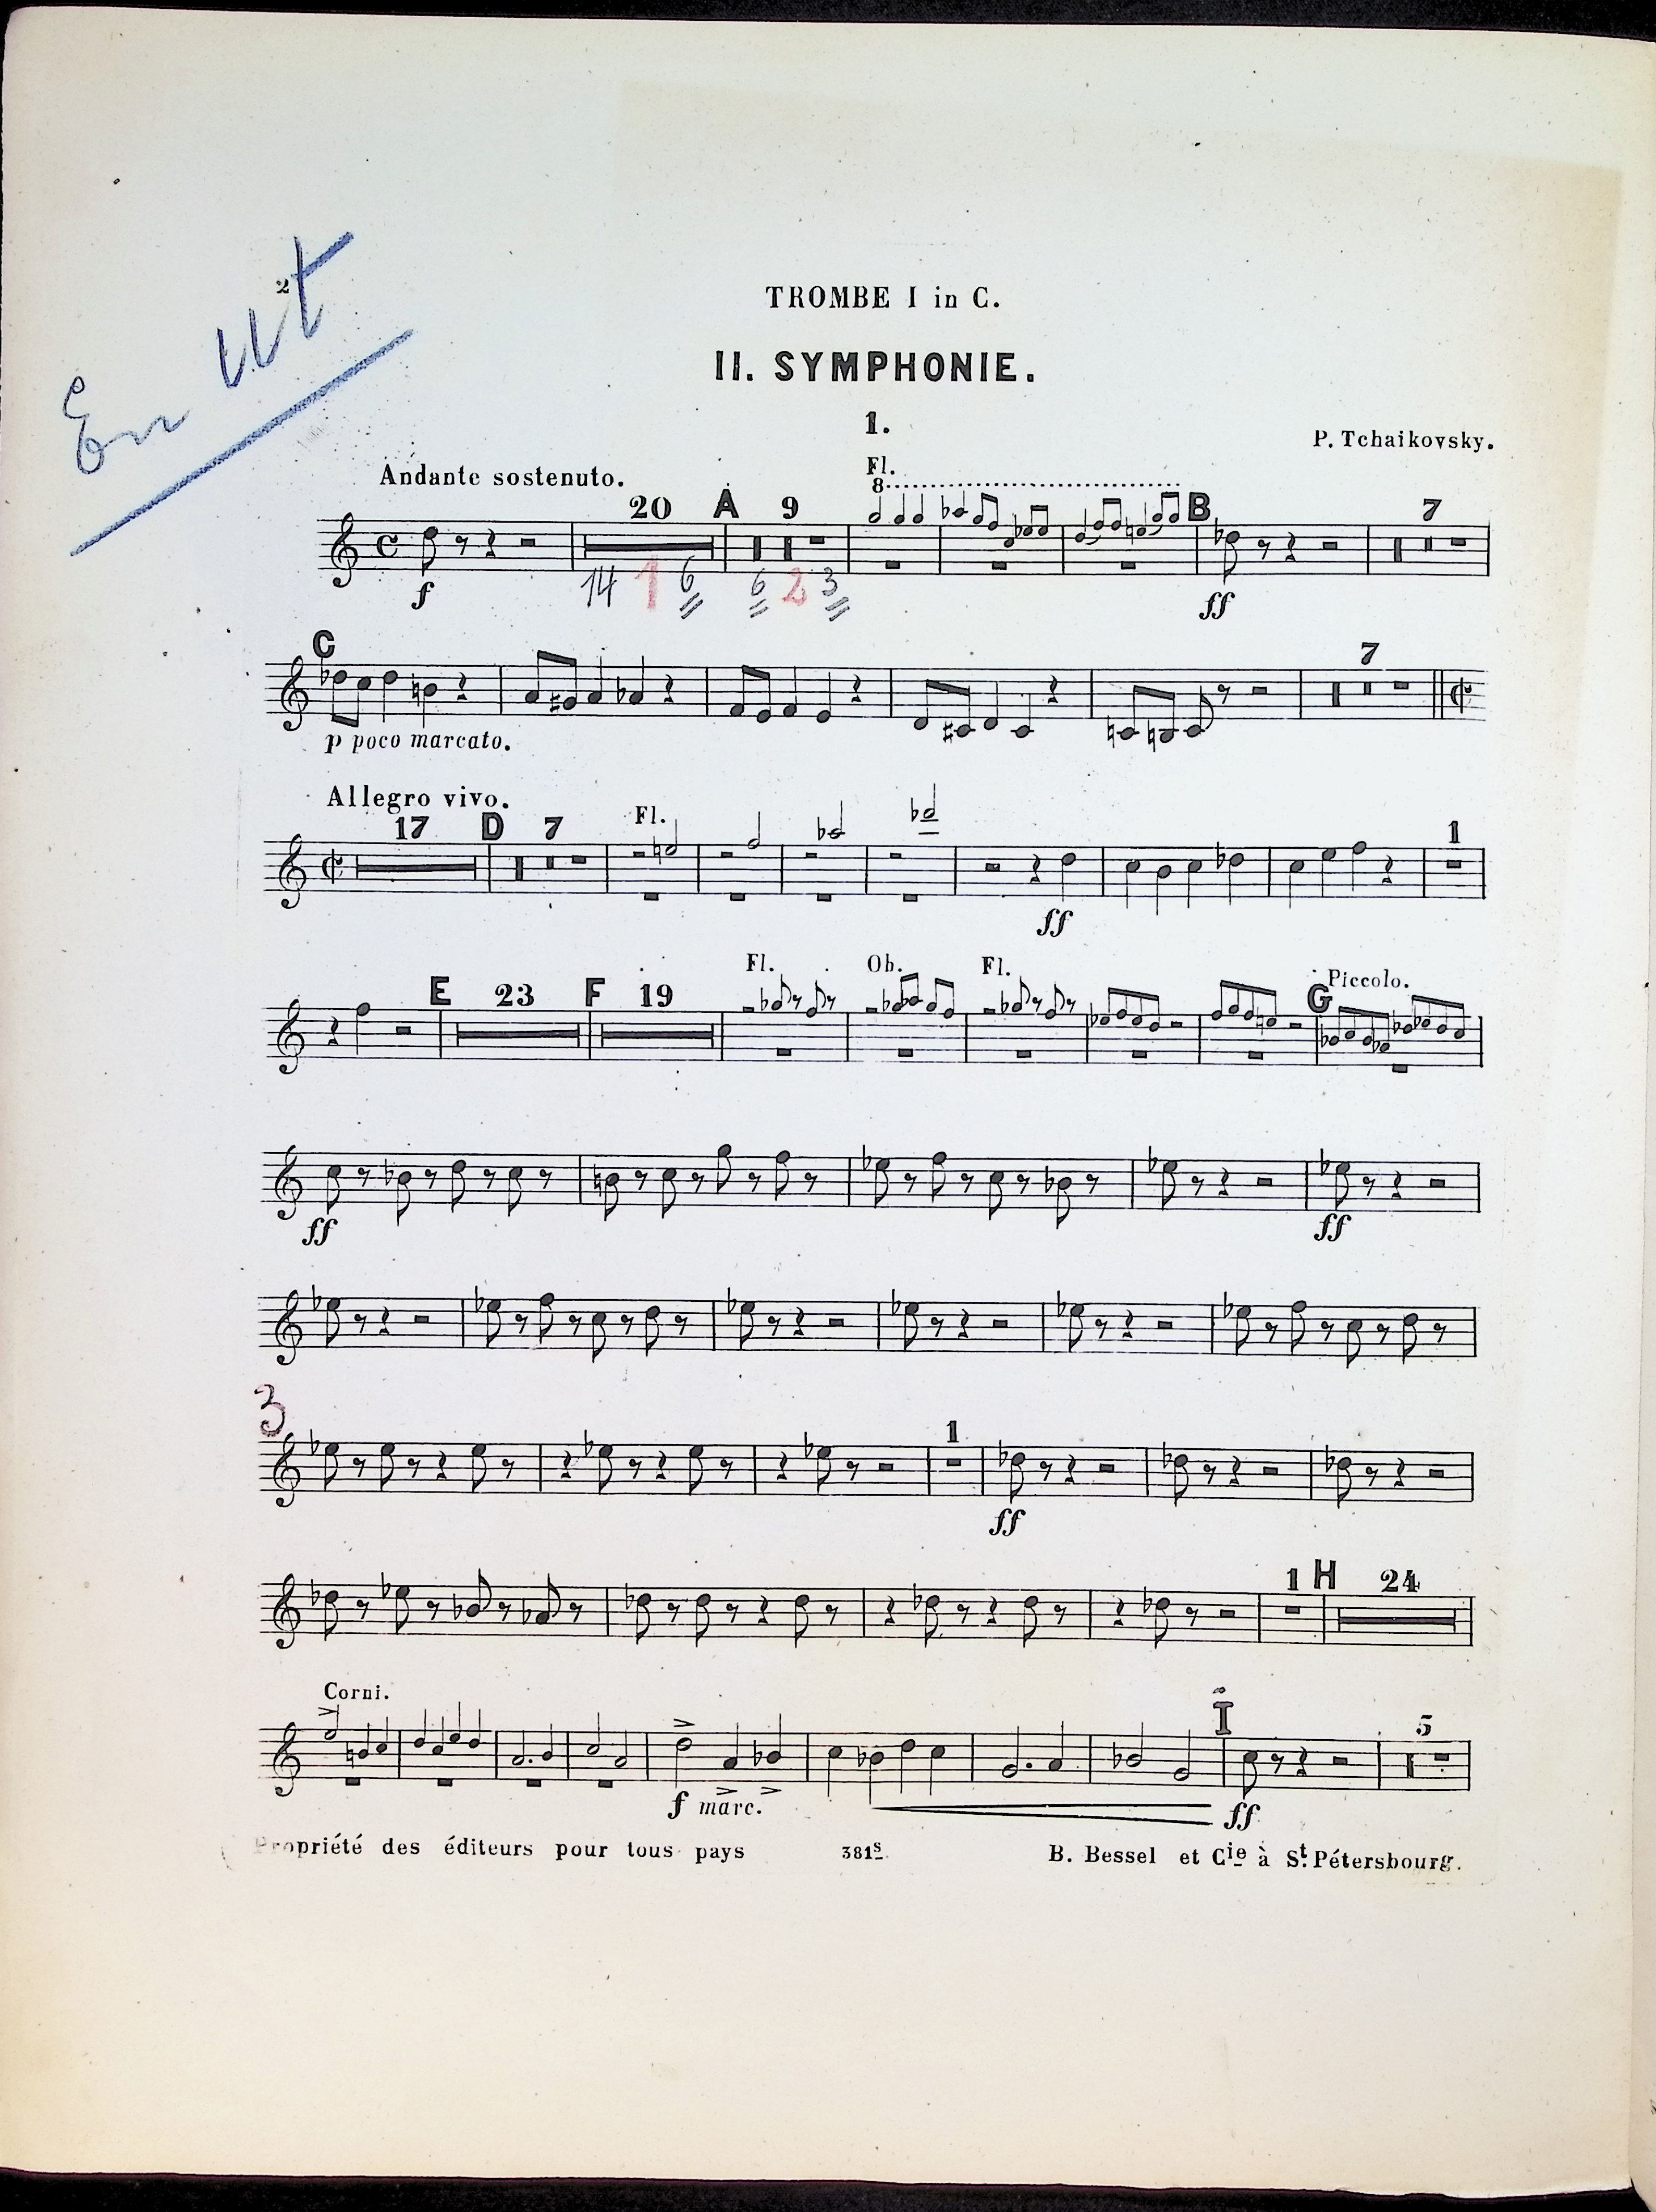 2
En ut
TROMBE I in C.
II. SYMPHONIE.
1.
P. Tchaikovsky.
Andante sostenuto.
Fl.
8
20 A 9 B 7
14 1 6 6 2 3
f ff
C 7
p poco marcato.
Allegro vivo.
17 D 7 Fl. 1
ff
Fl. Ob. Fl. Piccolo.
E 23 F 19 G
ff ff
3
1
ff
1 H 24
Corni.
I 5
f marc. ff
Propriété des éditeurs pour tous pays 381s B. Bessel et Cie à St. Pétersbourg.